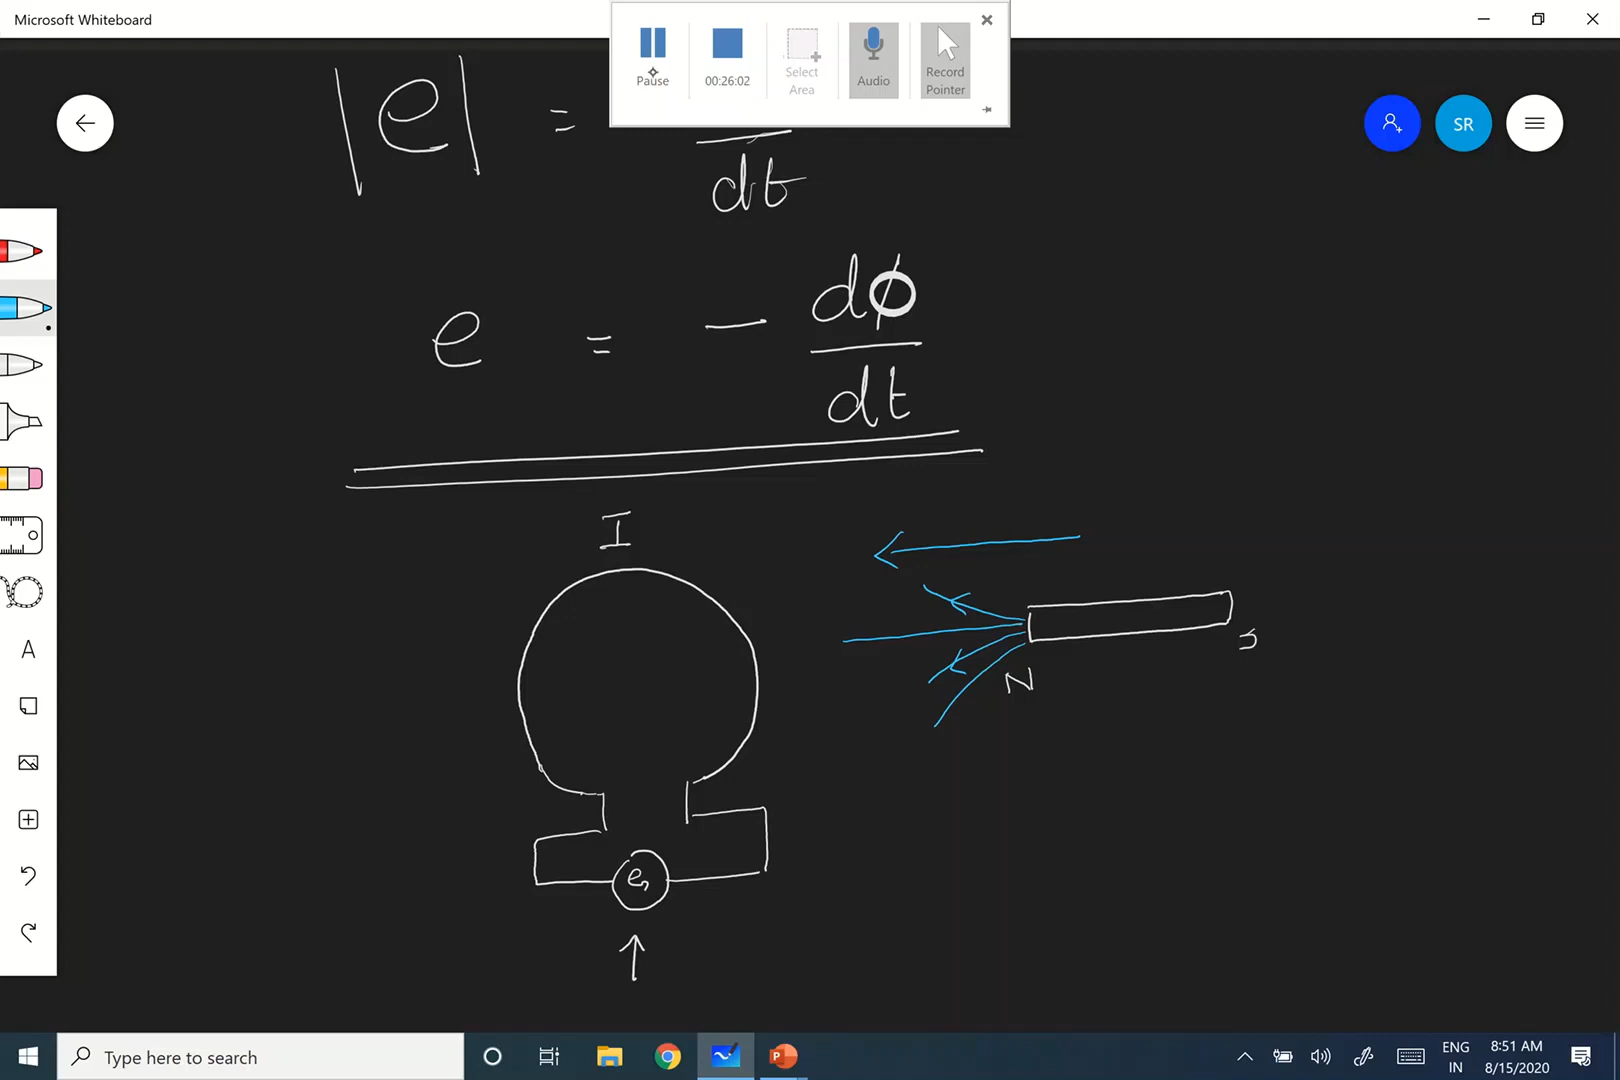 Microsoft Whiteboard
Pause
00:26:02
Select Area
Audio
Record Pointer
|e| =
dt
SR
e = - dϕ
dt
I
S
N
A
e
Type here to search
ENG
IN
8:51 AM
8/15/2020